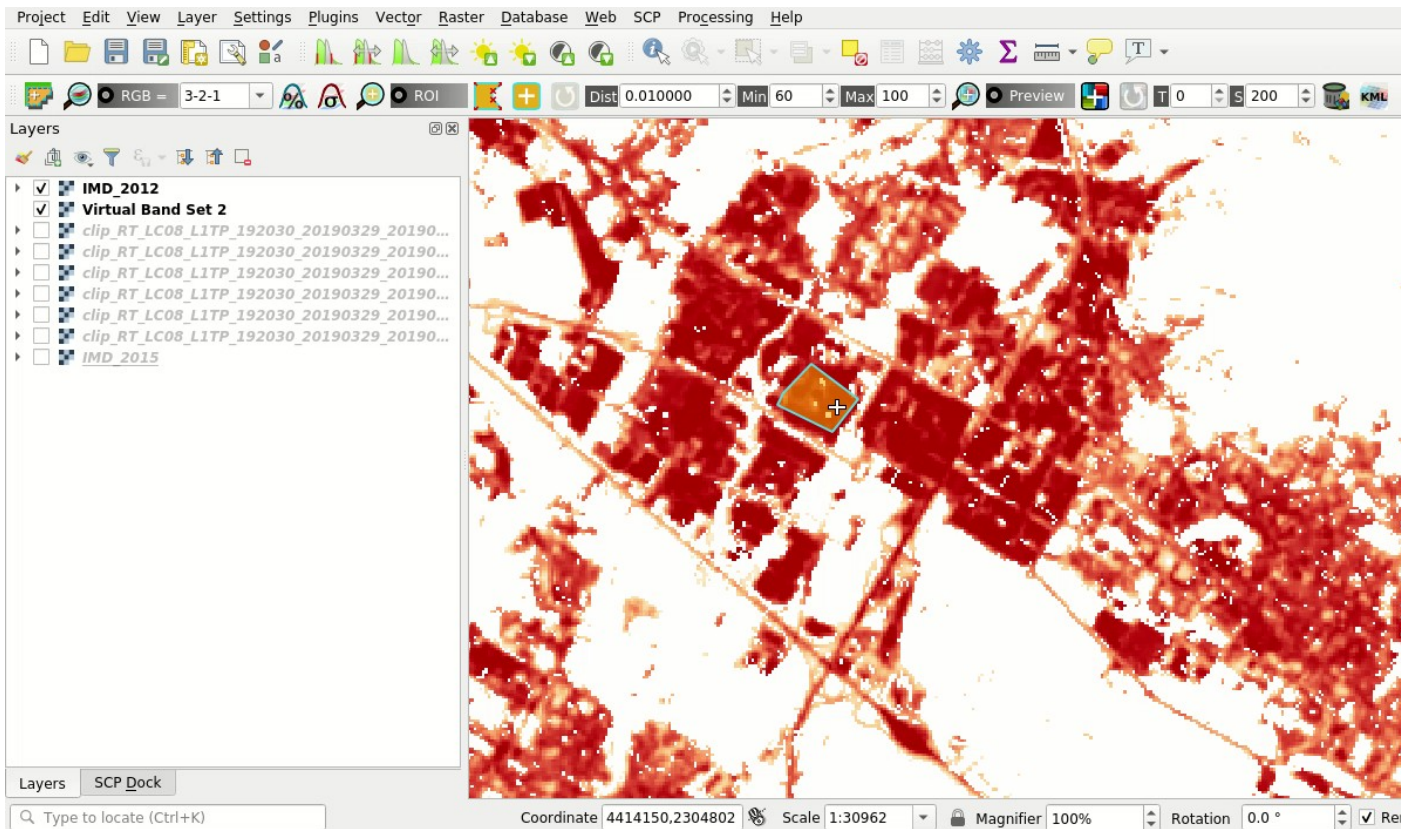 Project Edit View Layer Settings Plugins Vector Raster Database Web SCP Processing Help
RGB = 3-2-1 ROI Dist 0.010000 Min 60 Max 100 Preview T 0 S 200 KML
Layers
IMD_2012
Virtual Band Set 2
clip_RT_LC08_L1TP_192030_20190329_20190...
clip_RT_LC08_L1TP_192030_20190329_20190...
clip_RT_LC08_L1TP_192030_20190329_20190...
clip_RT_LC08_L1TP_192030_20190329_20190...
clip_RT_LC08_L1TP_192030_20190329_20190...
clip_RT_LC08_L1TP_192030_20190329_20190...
IMD_2015
Layers SCP Dock
Type to locate (Ctrl+K) Coordinate 4414150,2304802 Scale 1:30962 Magnifier 100% Rotation 0.0 °